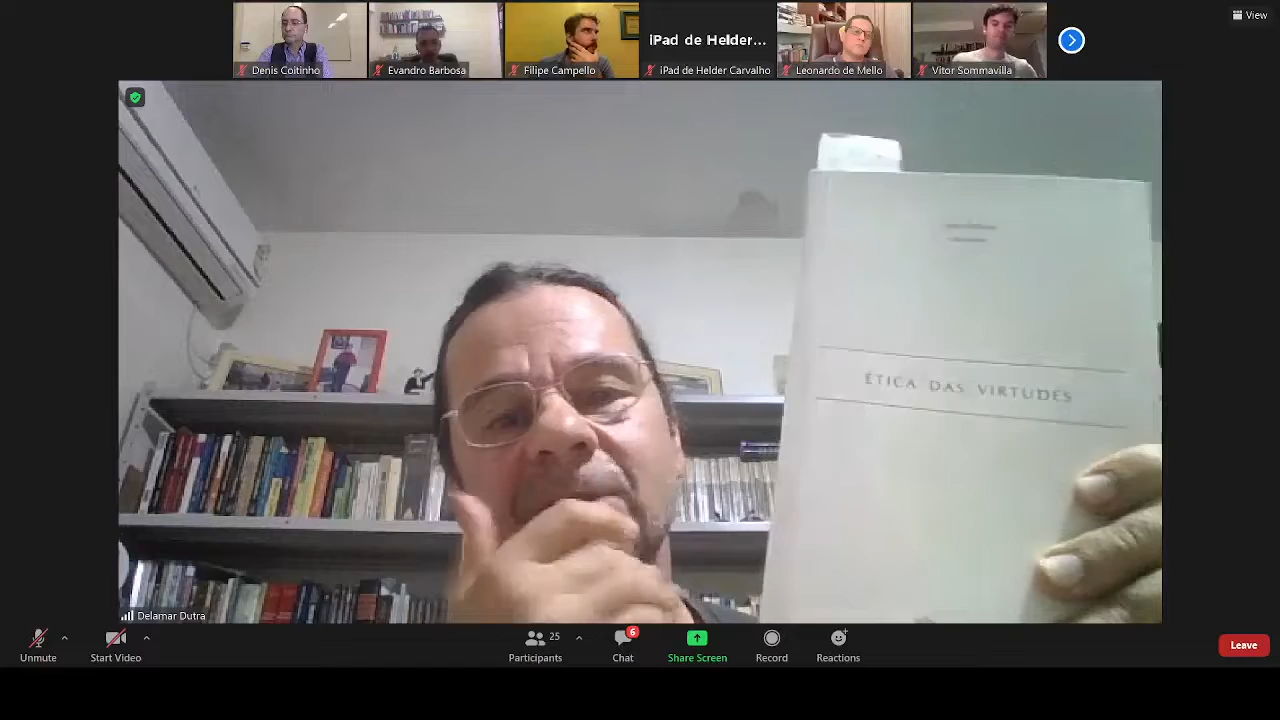 View
iPad de Helder...
Denis Coitinho
Evandro Barbosa
Filipe Campello
iPad de Helder Carvalho
Leonardo de Mello
Vitor Sommavilla
ÉTICA DAS VIRTUDES
Delamar Dutra
Unmute
Start Video
Participants
25
Chat
6
Share Screen
Record
Reactions
Leave